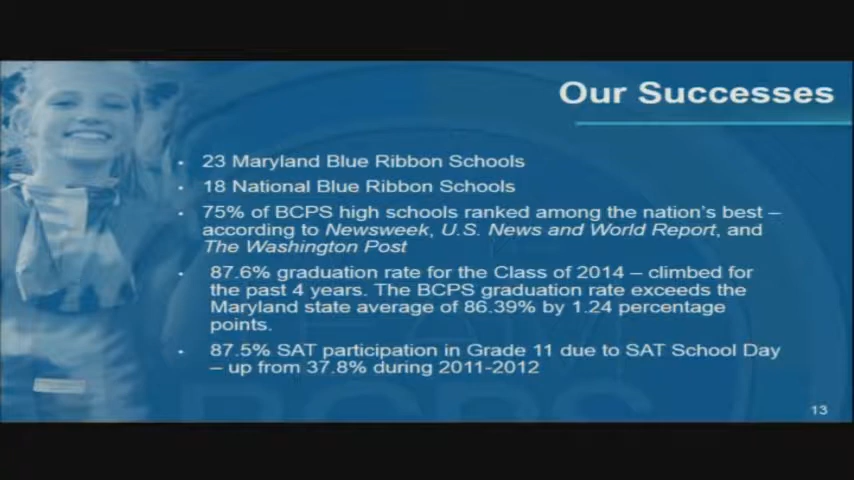 Our Successes
• 23 Maryland Blue Ribbon Schools
• 18 National Blue Ribbon Schools
• 75% of BCPS high schools ranked among the nation's best –
according to Newsweek, U.S. News and World Report, and
The Washington Post
• 87.6% graduation rate for the Class of 2014 – climbed for
the past 4 years. The BCPS graduation rate exceeds the
Maryland state average of 86.39% by 1.24 percentage
points.
• 87.5% SAT participation in Grade 11 due to SAT School Day
– up from 37.8% during 2011-2012
TEAM
BCPS
13